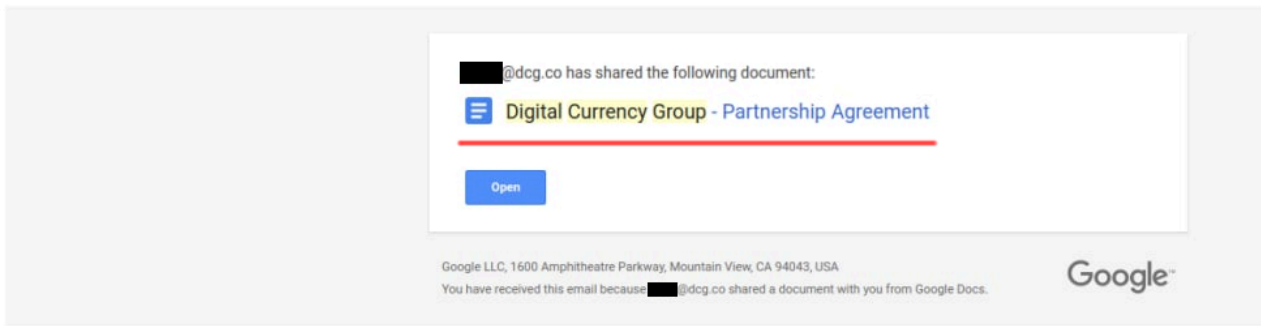 @dcg.co has shared the following document:
Digital Currency Group - Partnership Agreement
Open
Google LLC, 1600 Amphitheatre Parkway, Mountain View, CA 94043, USA
You have received this email because @dcg.co shared a document with you from Google Docs.
Google™